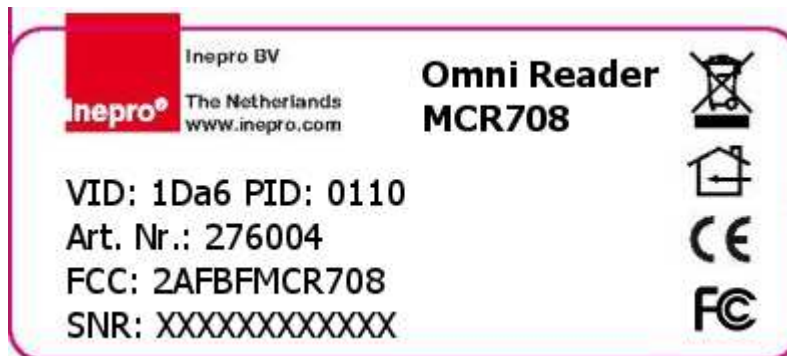 Inepro BV
Omni Reader
Inepro®
The Netherlands
MCR708
www.inepro.com
VID: 1Da6 PID: 0110
Art. Nr.: 276004
FCC: 2AFBFMCR708
SNR: XXXXXXXXXXXX
CE
FC